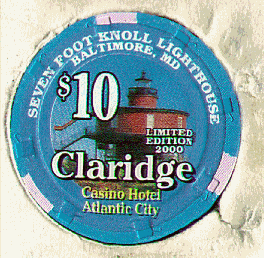 SEVEN FOOT KNOLL LIGHTHOUSE
BALTIMORE, MD
$10
LIMITED
EDITION
2000
Claridge
Casino Hotel
Atlantic City